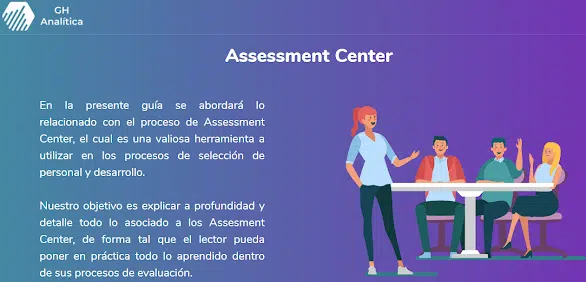 GH
Analítica
Assessment Center
En la presente guía se abordará lo
relacionado con el proceso de Assessment
Center, el cual es una valiosa herramienta a
utilizar en los procesos de selección de
personal y desarrollo.
Nuestro objetivo es explicar a profundidad y
detalle todo lo asociado a los Assesment
Center, de forma tal que el lector pueda
poner en práctica todo lo aprendido dentro
de sus procesos de evaluación.